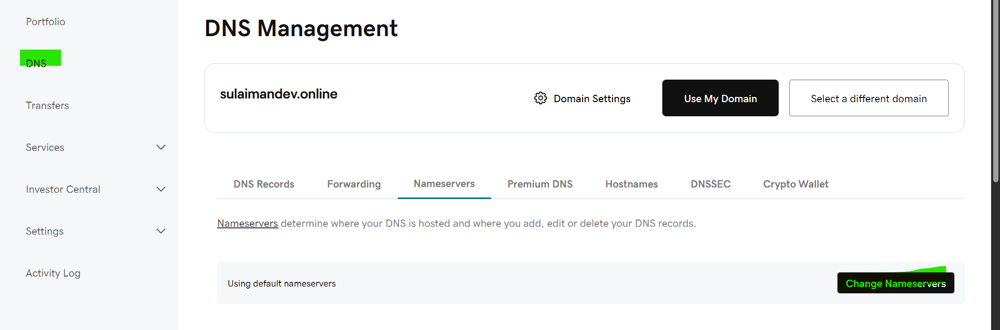 Portfolio
DNS
Transfers
Services
Investor Central
Settings
Activity Log
DNS Management
sulaimandev.online
Domain Settings
Use My Domain
Select a different domain
DNS Records
Forwarding
Nameservers
Premium DNS
Hostnames
DNSSEC
Crypto Wallet
Nameservers determine where your DNS is hosted and where you add, edit or delete your DNS records.
Using default nameservers
Change Nameservers